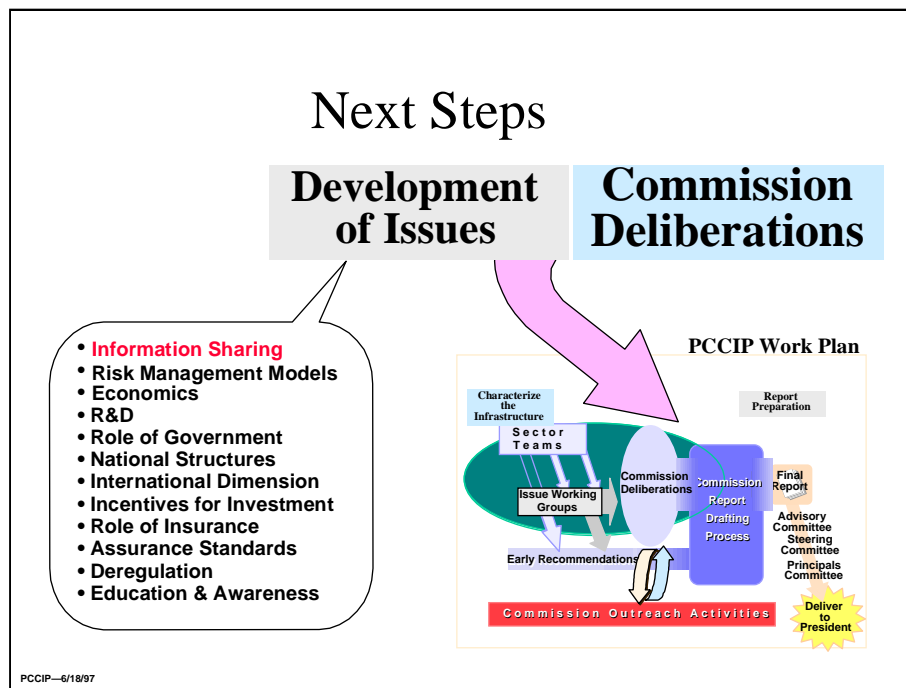 Next Steps
Development
of Issues
Commission
Deliberations
• Information Sharing
• Risk Management Models
• Economics
• R&D
• Role of Government
• National Structures
• International Dimension
• Incentives for Investment
• Role of Insurance
• Assurance Standards
• Deregulation
• Education & Awareness
PCCIP Work Plan
Characterize
the
Infrastructure
Report
Preparation
Sector
Teams
Commission
Deliberations
Issue Working
Groups
Commission
Report
Drafting
Process
Final
Report
Advisory
Committee
Steering
Committee
Principals
Committee
Early Recommendations
Commission Outreach Activities
Deliver
to
President
PCCIP—6/18/97